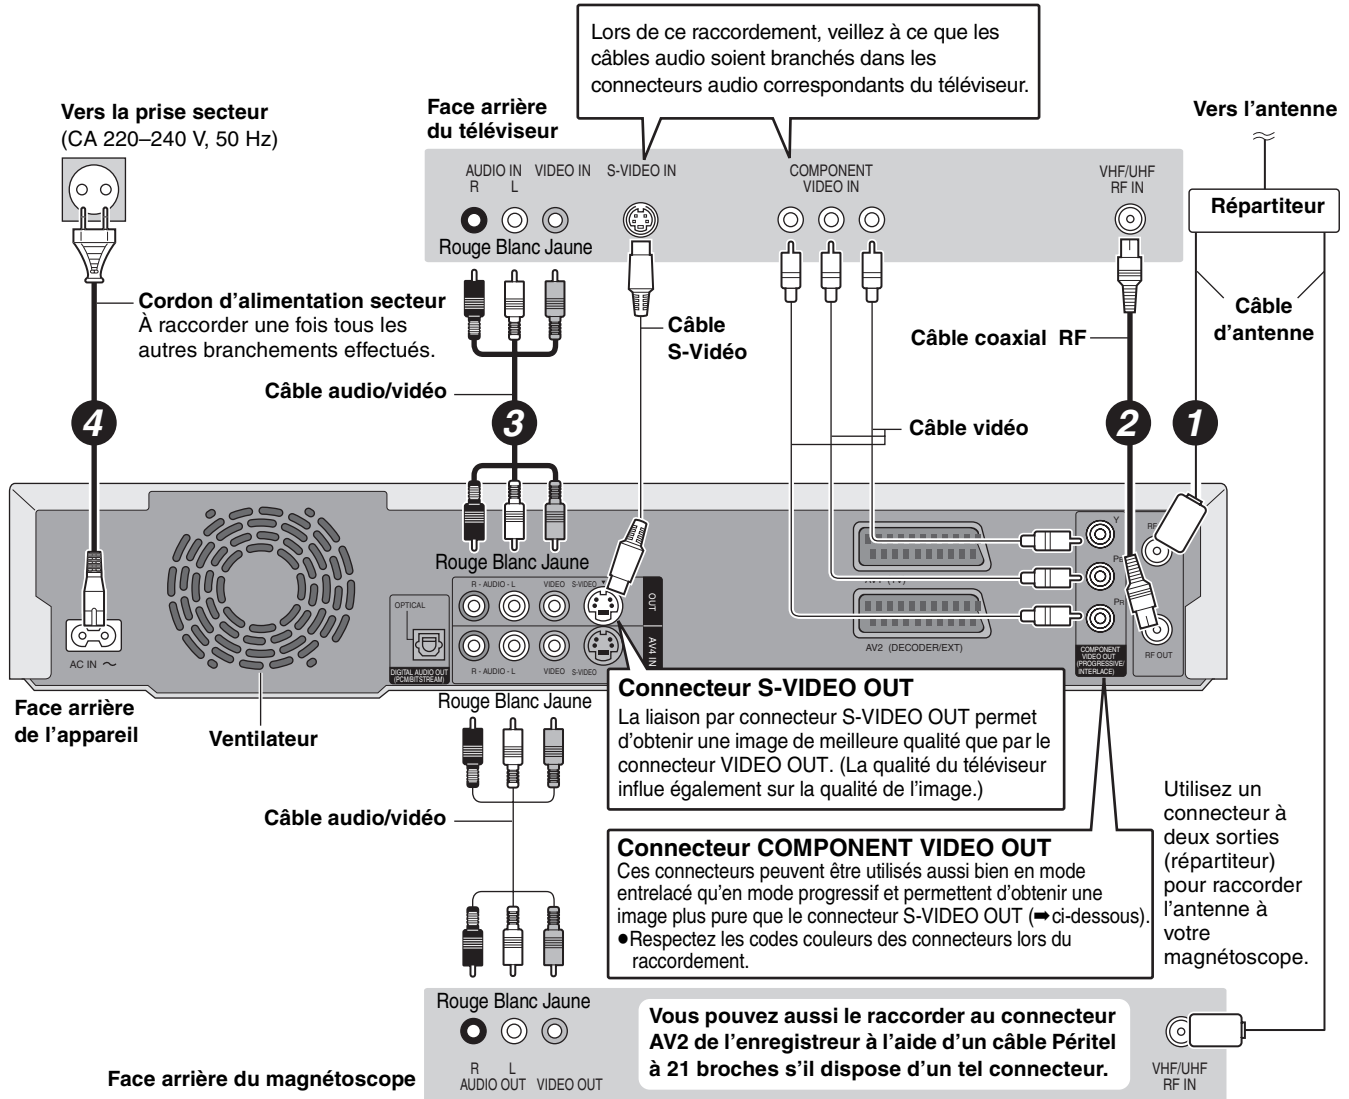 Lors de ce raccordement, veillez à ce que les
câbles audio soient branchés dans les
connecteurs audio correspondants du téléviseur.
Vers la prise secteur
(CA 220–240 V, 50 Hz)
Face arrière
du téléviseur
Vers l'antenne
AUDIO IN
R L
VIDEO IN
S-VIDEO IN
COMPONENT
VIDEO IN
VHF/UHF
RF IN
Répartiteur
Rouge Blanc Jaune
Cordon d'alimentation secteur
À raccorder une fois tous les
autres branchements effectués.
Câble
S-Vidéo
Câble coaxial RF
Câble
d'antenne
Câble audio/vidéo
Câble vidéo
4
3
2
1
Rouge Blanc Jaune
R - AUDIO - L
VIDEO
S-VIDEO
OUT
OPTICAL
DIGITAL AUDIO OUT
(PCM/BITSTREAM)
AV4 IN
R - AUDIO - L
VIDEO
S-VIDEO
AV1 (TV)
AV2 (DECODER/EXT)
Y
PB
PR
COMPONENT
VIDEO OUT
(PROGRESSIVE/
INTERLACE)
RF OUT
AC IN ~
Face arrière
de l'appareil
Ventilateur
Rouge Blanc Jaune
Connecteur S-VIDEO OUT
La liaison par connecteur S-VIDEO OUT permet
d'obtenir une image de meilleure qualité que par le
connecteur VIDEO OUT. (La qualité du téléviseur
influe également sur la qualité de l'image.)
Câble audio/vidéo
Connecteur COMPONENT VIDEO OUT
Ces connecteurs peuvent être utilisés aussi bien en mode
entrelacé qu'en mode progressif et permettent d'obtenir une
image plus pure que le connecteur S-VIDEO OUT (➡ci-dessous).
●Respectez les codes couleurs des connecteurs lors du
raccordement.
Utilisez un
connecteur à
deux sorties
(répartiteur)
pour raccorder
l'antenne à
votre
magnétoscope.
Rouge Blanc Jaune
R L
AUDIO OUT
VIDEO OUT
Face arrière du magnétoscope
Vous pouvez aussi le raccorder au connecteur
AV2 de l'enregistreur à l'aide d'un câble Péritel
à 21 broches s'il dispose d'un tel connecteur.
VHF/UHF
RF IN